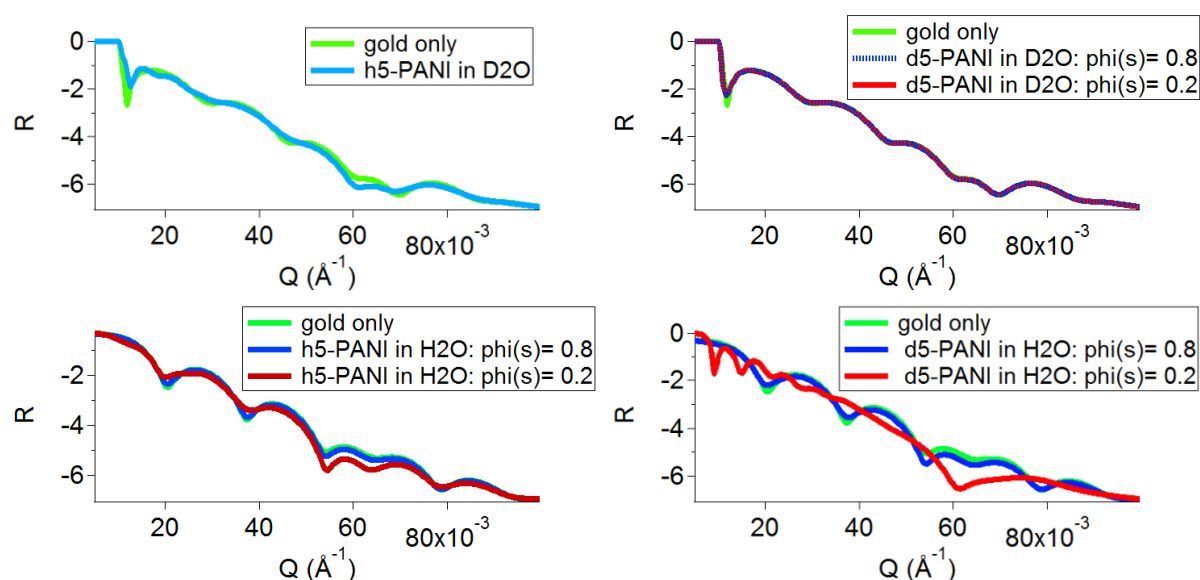 gold only
h5-PANI in D2O
R
0
-2
-4
-6
20
40
60
80x10⁻³
Q (Å⁻¹)
gold only
d5-PANI in D2O: phi(s)= 0.8
d5-PANI in D2O: phi(s)= 0.2
R
0
-2
-4
-6
20
40
60
80x10⁻³
Q (Å⁻¹)
gold only
h5-PANI in H2O: phi(s)= 0.8
h5-PANI in H2O: phi(s)= 0.2
R
-2
-4
-6
20
40
60
80x10⁻³
Q (Å⁻¹)
gold only
d5-PANI in H2O: phi(s)= 0.8
d5-PANI in H2O: phi(s)= 0.2
R
0
-2
-4
-6
20
40
60
80x10⁻³
Q (Å⁻¹)